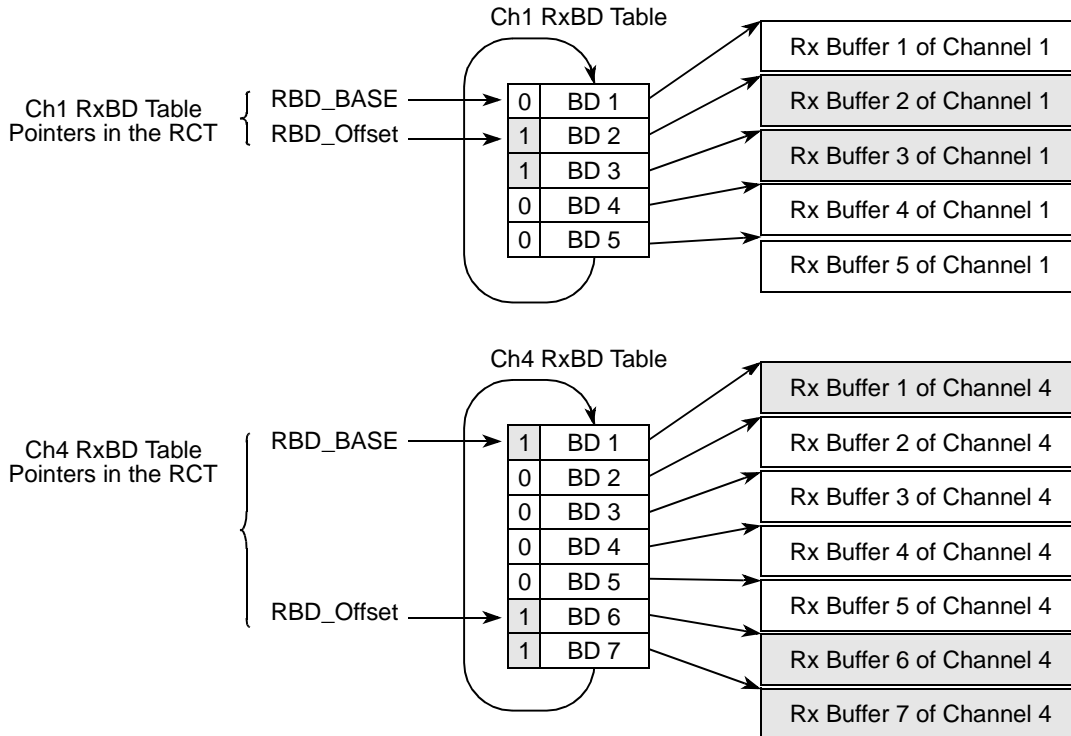 Ch1 RxBD Table
Ch1 RxBD Table
Pointers in the RCT
RBD_BASE
RBD_Offset
0 BD 1
1 BD 2
1 BD 3
0 BD 4
0 BD 5
Rx Buffer 1 of Channel 1
Rx Buffer 2 of Channel 1
Rx Buffer 3 of Channel 1
Rx Buffer 4 of Channel 1
Rx Buffer 5 of Channel 1
Ch4 RxBD Table
Ch4 RxBD Table
Pointers in the RCT
RBD_BASE
RBD_Offset
1 BD 1
0 BD 2
0 BD 3
0 BD 4
0 BD 5
1 BD 6
1 BD 7
Rx Buffer 1 of Channel 4
Rx Buffer 2 of Channel 4
Rx Buffer 3 of Channel 4
Rx Buffer 4 of Channel 4
Rx Buffer 5 of Channel 4
Rx Buffer 6 of Channel 4
Rx Buffer 7 of Channel 4